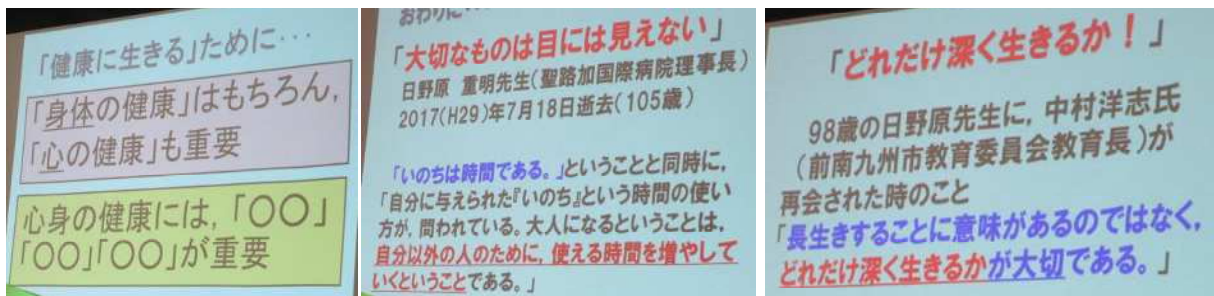 「健康に生きる」ために・・・
「身体の健康」はもちろん,
「心の健康」も重要
心身の健康には,「〇〇」
「〇〇」「〇〇」が重要
おわりに・・・
「大切なものは目には見えない」
日野原 重明先生(聖路加国際病院理事長)
2017(H29)年7月18日逝去(105歳)
「いのちは時間である。」ということと同時に,
「自分に与えられた『いのち』という時間の使い
方が,問われている。大人になるということは,
自分以外の人のために,使える時間を増やして
いくということである。」
「どれだけ深く生きるか!」
98歳の日野原先生に,中村洋志氏
(前南九州市教育委員会教育長)が
再会された時のこと
「長生きすることに意味があるのではなく,
どれだけ深く生きるかが大切である。」